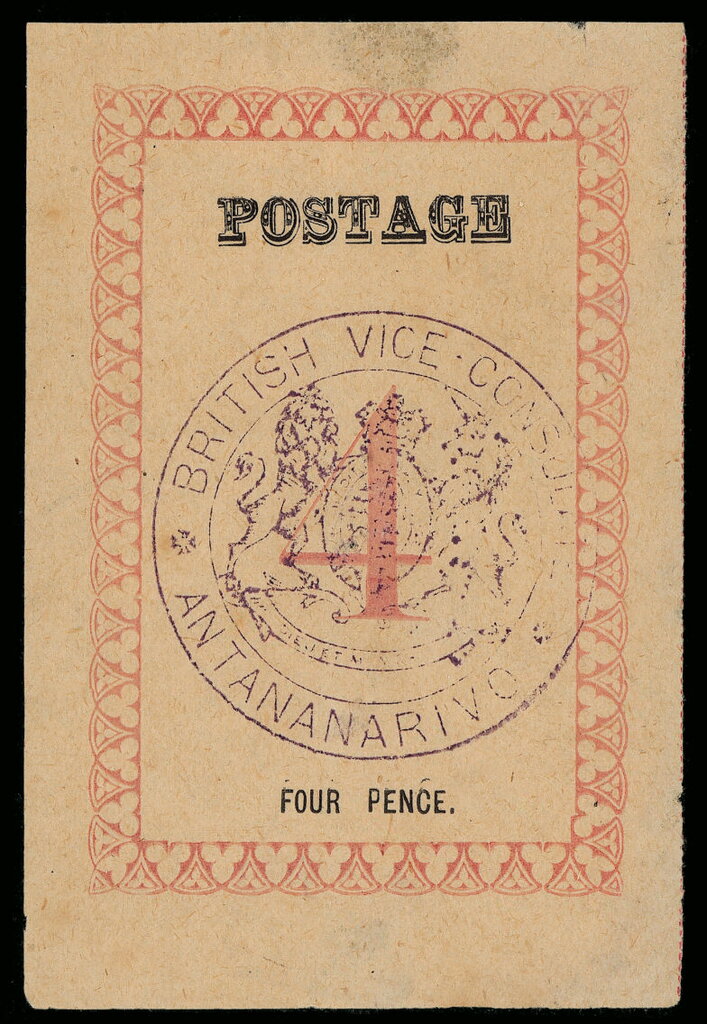 POSTAGE
BRITISH VICE-CONSUL
4
ANTANANARIVO
FOUR PENCE.